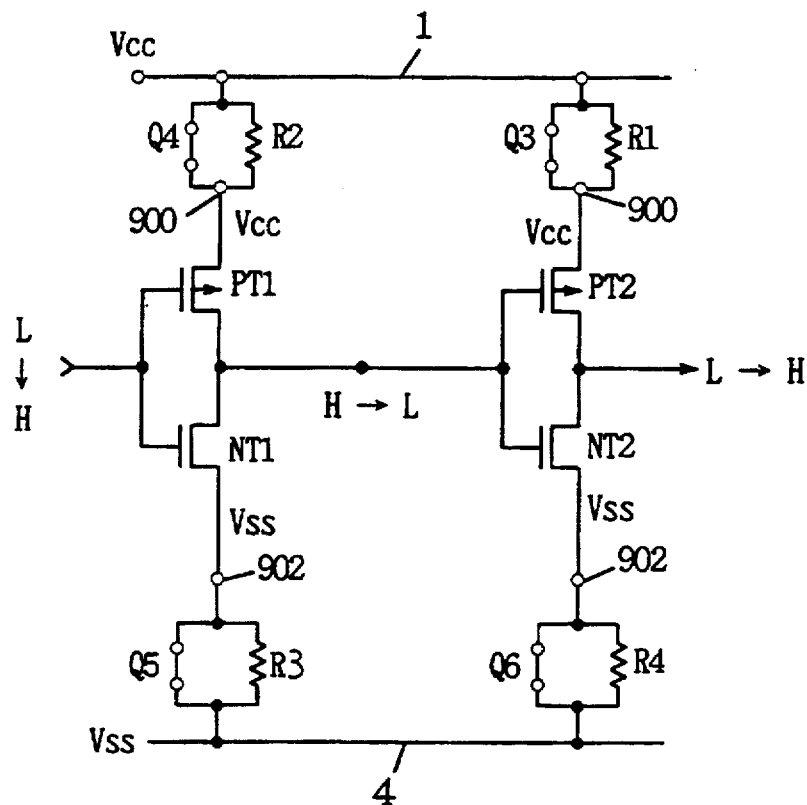 1
Vcc
Q4 R2 Q3 R1
900 900
Vcc Vcc
PT1 PT2
L
↓
H
H → L
L → H
NT1 NT2
Vss Vss
902 902
Q5 R3 Q6 R4
Vss
4